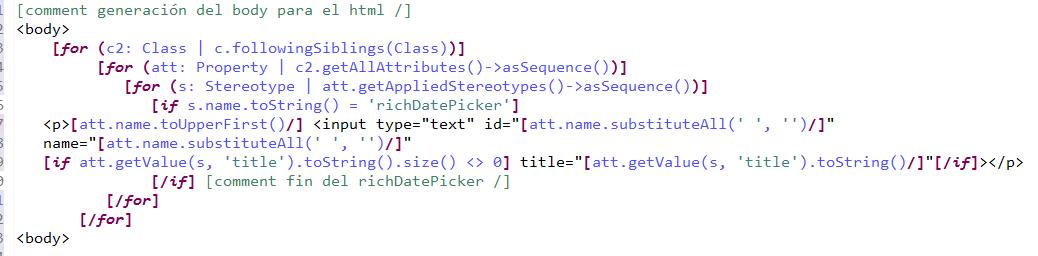 [comment generación del body para el html /]
<body>
[for (c2: Class | c.followingSiblings(Class))]
[for (att: Property | c2.getAllAttributes()->asSequence())]
[for (s: Stereotype | att.getAppliedStereotypes()->asSequence())]
[if s.name.toString() = 'richDatePicker']
<p>[att.name.toUpperFirst()/] <input type="text" id="[att.name.substituteAll(' ', '')/]"
name="[att.name.substituteAll(' ', '')/]"
[if att.getValue(s, 'title').toString().size() <> 0] title="[att.getValue(s, 'title').toString()/]"[/if]></p>
[/if] [comment fin del richDatePicker /]
[/for]
[/for]
<body>